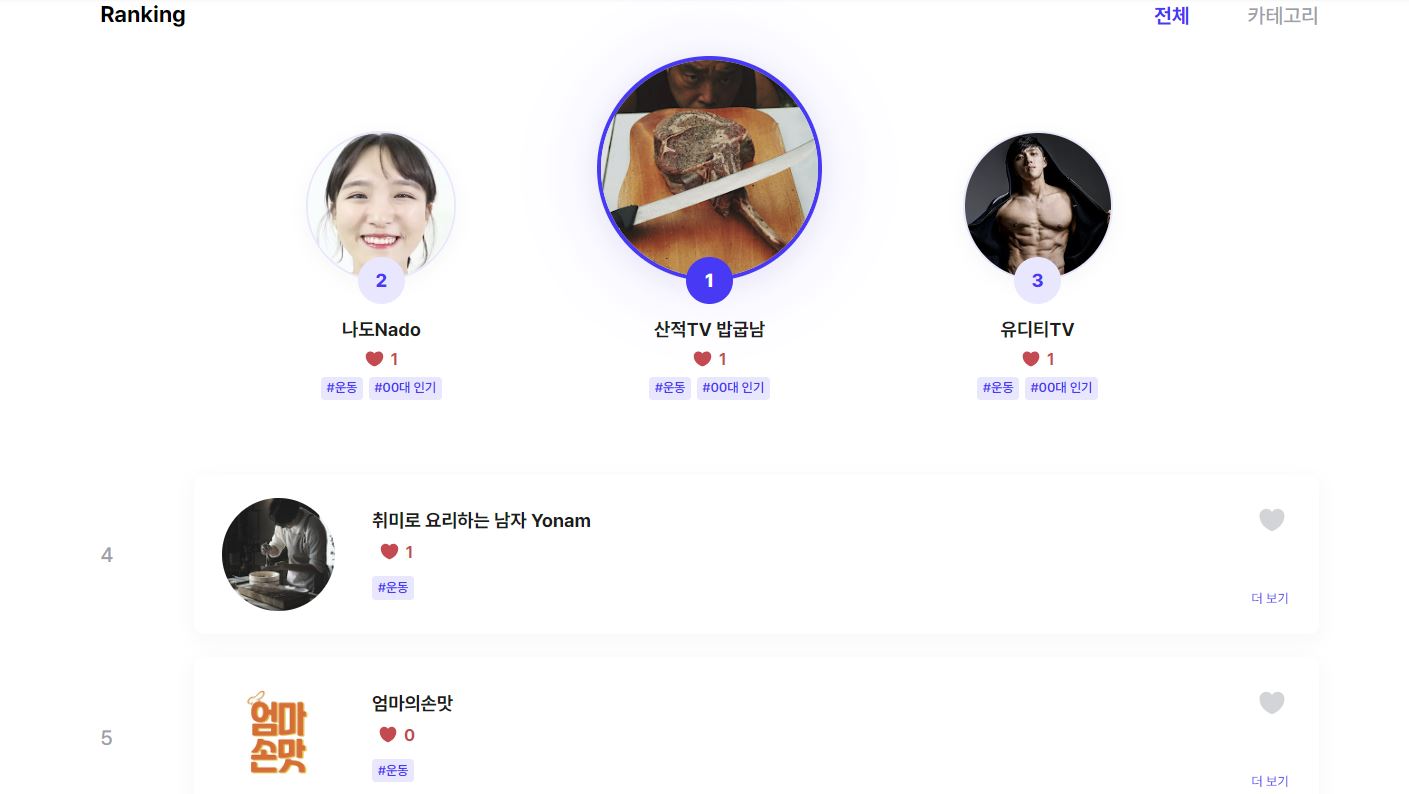 Ranking
전체 카테고리
2
1
3
나도Nado
산적TV 밥굽남
유디티TV
1
1
1
#운동 #00대 인기
#운동 #00대 인기
#운동 #00대 인기
4
취미로 요리하는 남자 Yonam
1
#운동
더 보기
5
엄마
손맛
엄마의손맛
0
#운동
더 보기